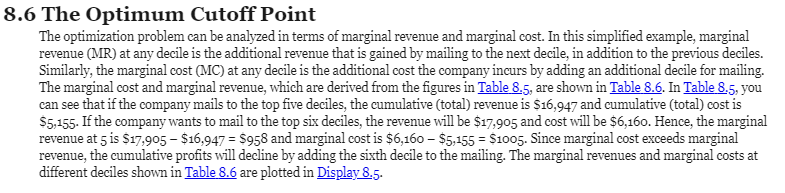 8.6 The Optimum Cutoff Point
The optimization problem can be analyzed in terms of marginal revenue and marginal cost. In this simplified example, marginal
revenue (MR) at any decile is the additional revenue that is gained by mailing to the next decile, in addition to the previous deciles.
Similarly, the marginal cost (MC) at any decile is the additional cost the company incurs by adding an additional decile for mailing.
The marginal cost and marginal revenue, which are derived from the figures in Table 8.5, are shown in Table 8.6. In Table 8.5, you
can see that if the company mails to the top five deciles, the cumulative (total) revenue is $16,947 and cumulative (total) cost is
$5,155. If the company wants to mail to the top six deciles, the revenue will be $17,905 and cost will be $6,160. Hence, the marginal
revenue at 5 is $17,905 – $16,947 = $958 and marginal cost is $6,160 – $5,155 = $1005. Since marginal cost exceeds marginal
revenue, the cumulative profits will decline by adding the sixth decile to the mailing. The marginal revenues and marginal costs at
different deciles shown in Table 8.6 are plotted in Display 8.5.